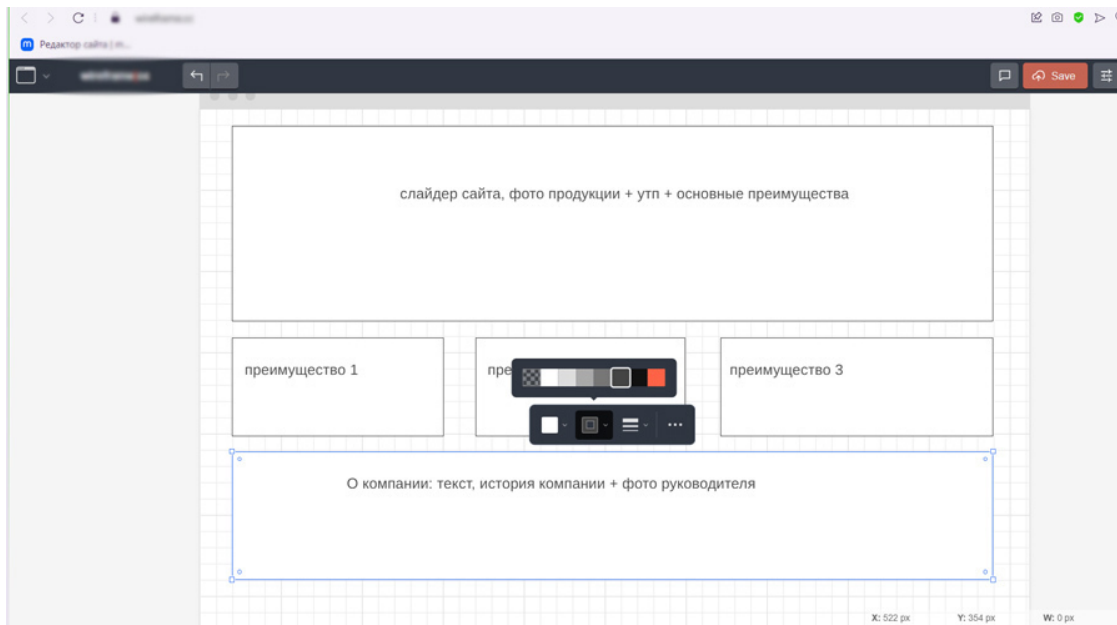 m Редактор сайта | m...
Save
слайдер сайта, фото продукции + утп + основные преимущества
преимущество 1
пре
преимущество 3
О компании: текст, история компании + фото руководителя
X: 522 px Y: 354 px W: 0 px